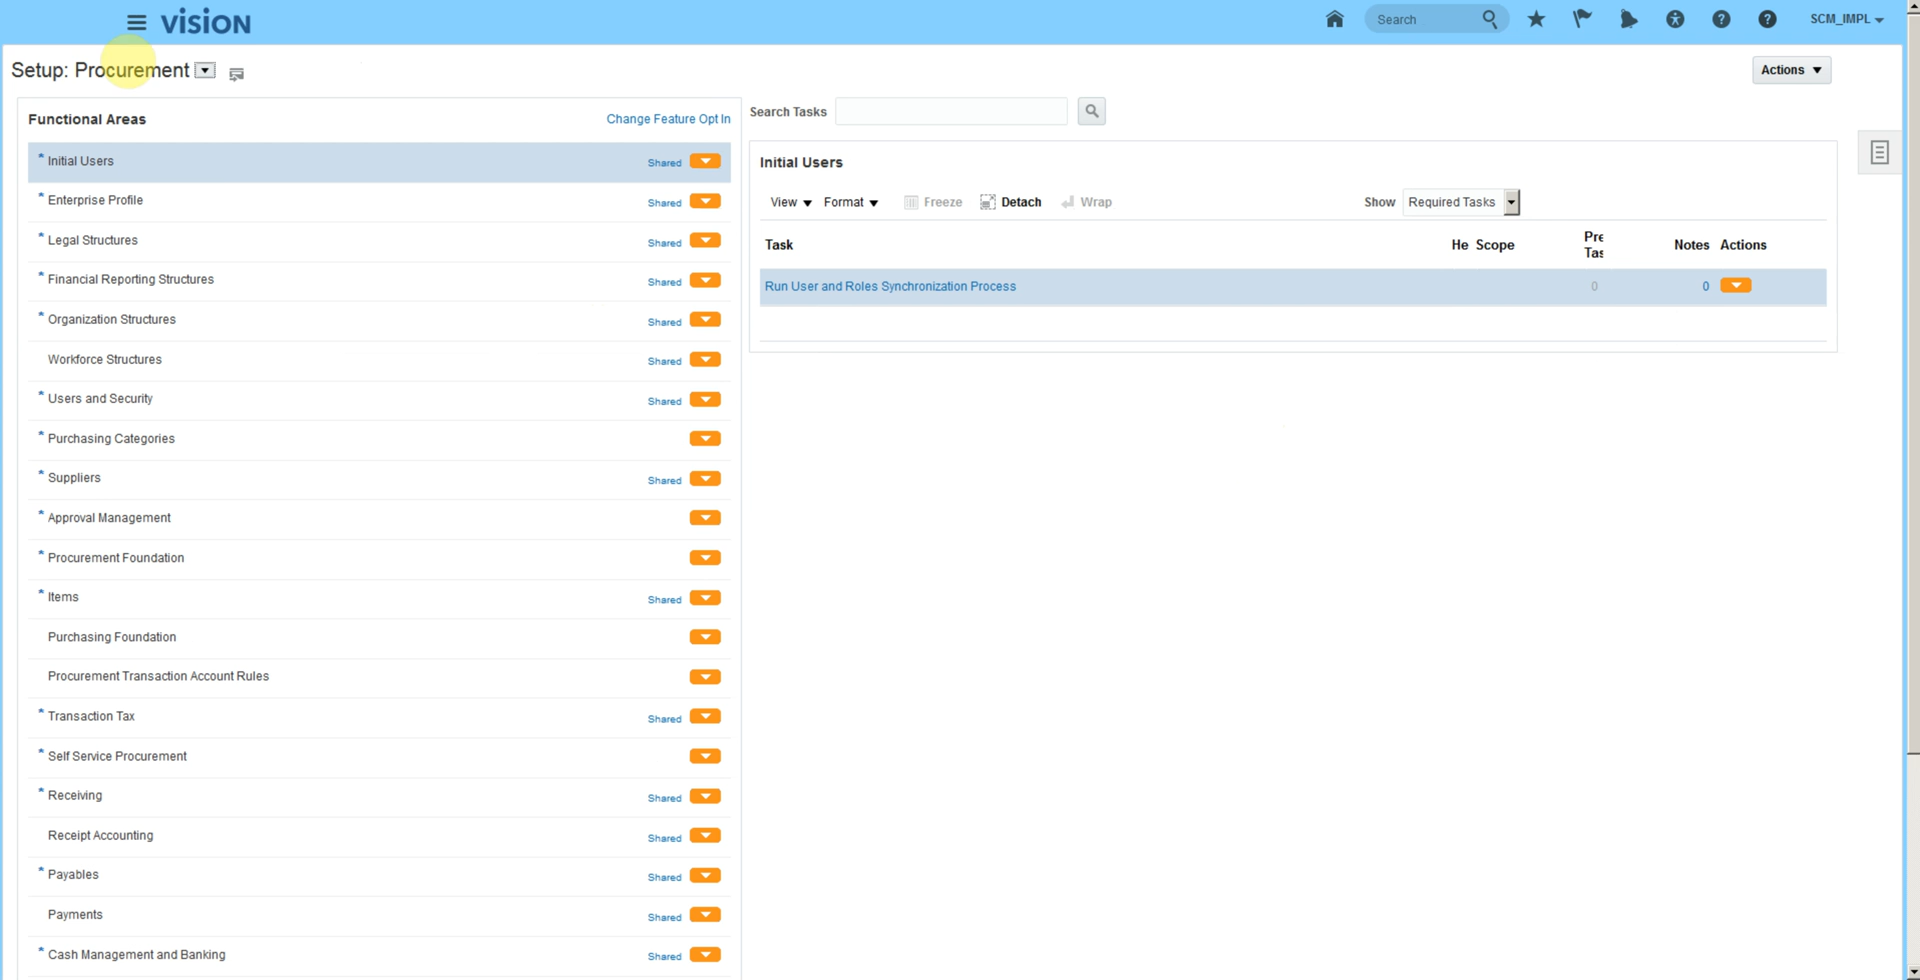 VISION
Search
SCM_IMPL
Setup: Procurement
Actions
Functional Areas
Change Feature Opt In
* Initial Users Shared
* Enterprise Profile Shared
* Legal Structures Shared
* Financial Reporting Structures Shared
* Organization Structures Shared
Workforce Structures Shared
* Users and Security Shared
* Purchasing Categories
* Suppliers Shared
* Approval Management
* Procurement Foundation
* Items Shared
Purchasing Foundation
Procurement Transaction Account Rules
* Transaction Tax Shared
* Self Service Procurement
* Receiving Shared
Receipt Accounting Shared
* Payables Shared
Payments Shared
* Cash Management and Banking Shared
Search Tasks
Initial Users
View Format Freeze Detach Wrap Show Required Tasks
Task He Scope Pre Tas Notes Actions
Run User and Roles Synchronization Process 0 0